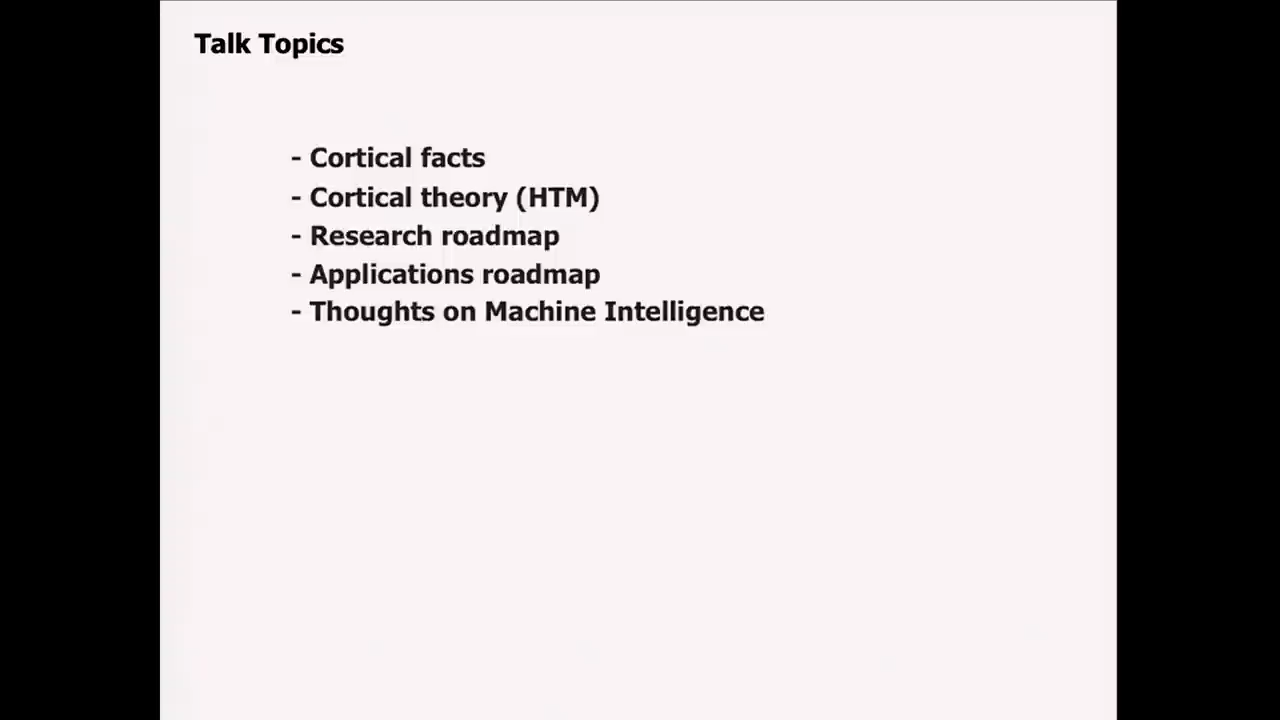 Talk Topics
- Cortical facts
- Cortical theory (HTM)
- Research roadmap
- Applications roadmap
- Thoughts on Machine Intelligence